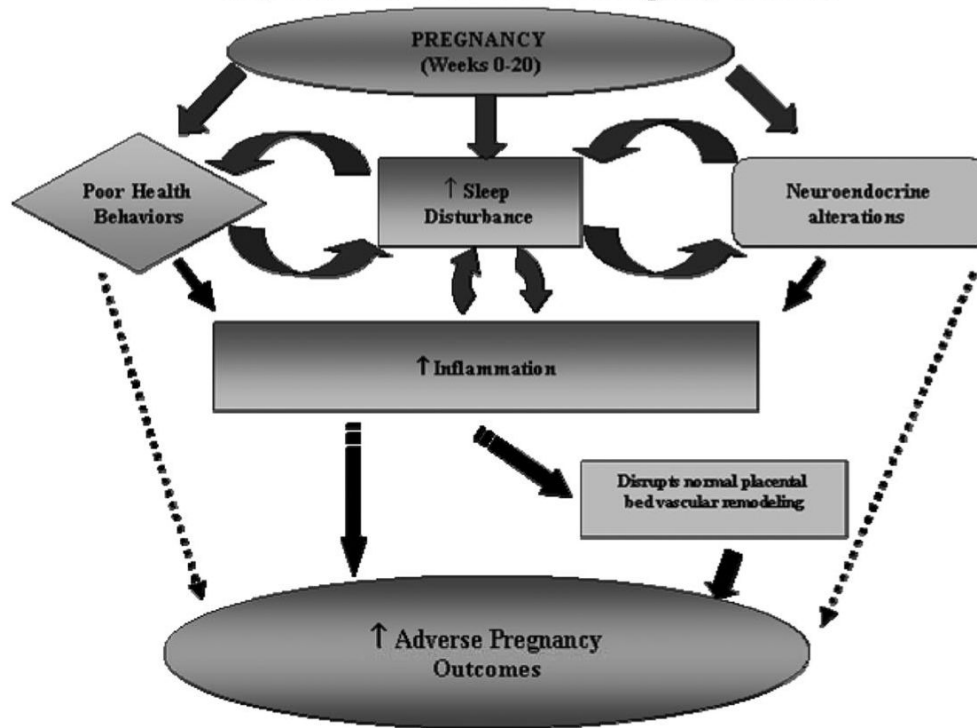 PREGNANCY
(Weeks 0-20)
Poor Health
Behaviors
↑ Sleep
Disturbance
Neuroendocrine
alterations
↑ Inflammation
Disrupts normal placental
bed vascular remodeling
↑ Adverse Pregnancy
Outcomes